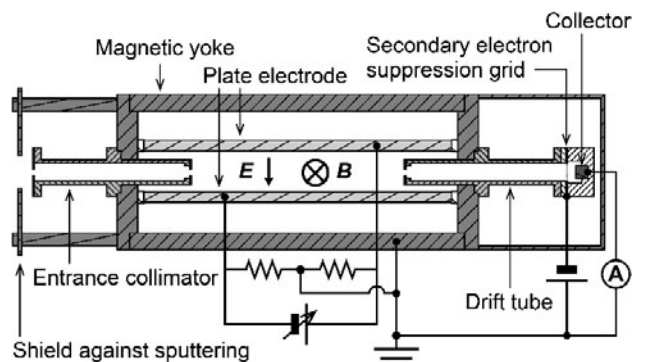 Collector
Magnetic yoke
Secondary electron
suppression grid
Plate electrode
E
B
Entrance collimator
Drift tube
A
Shield against sputtering